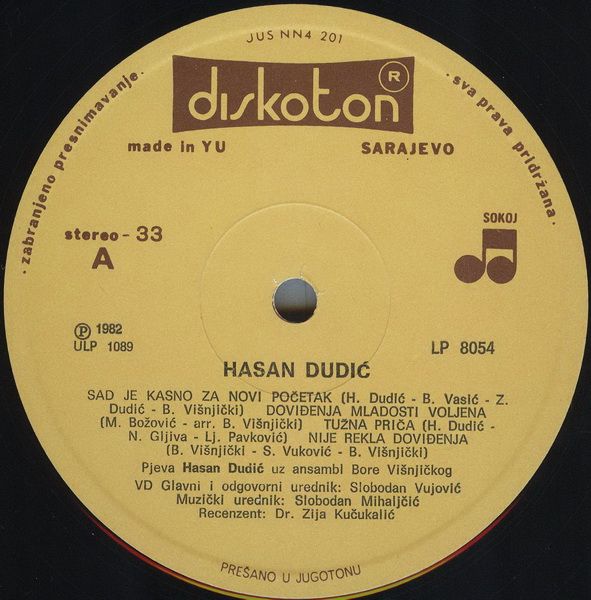 JUS NN4 201
diskoton ®
made in YU SARAJEVO
· zabranjeno presnimavanje ·
· sva prava pridržana ·
stereo - 33
A
SOKOJ
Ⓟ 1982
ULP 1089
LP 8054
HASAN DUDIĆ
SAD JE KASNO ZA NOVI POČETAK (H. Dudić - B. Vasić - Z.
Dudić - B. Višnjički) DOVIĐENJA MLADOSTI VOLJENA
(M. Božović - arr. B. Višnjički) TUŽNA PRIČA (H. Dudić -
N. Gljiva - Lj. Pavković) NIJE REKLA DOVIĐENJA
(B. Višnjički - S. Vuković - B. Višnjički)
Pjeva Hasan Dudić uz ansambl Bore Višnjičkog
VD Glavni i odgovorni urednik: Slobodan Vujović
Muzički urednik: Slobodan Mihaljčić
Recenzent: Dr. Zija Kučukalić
PREŠANO U JUGOTONU